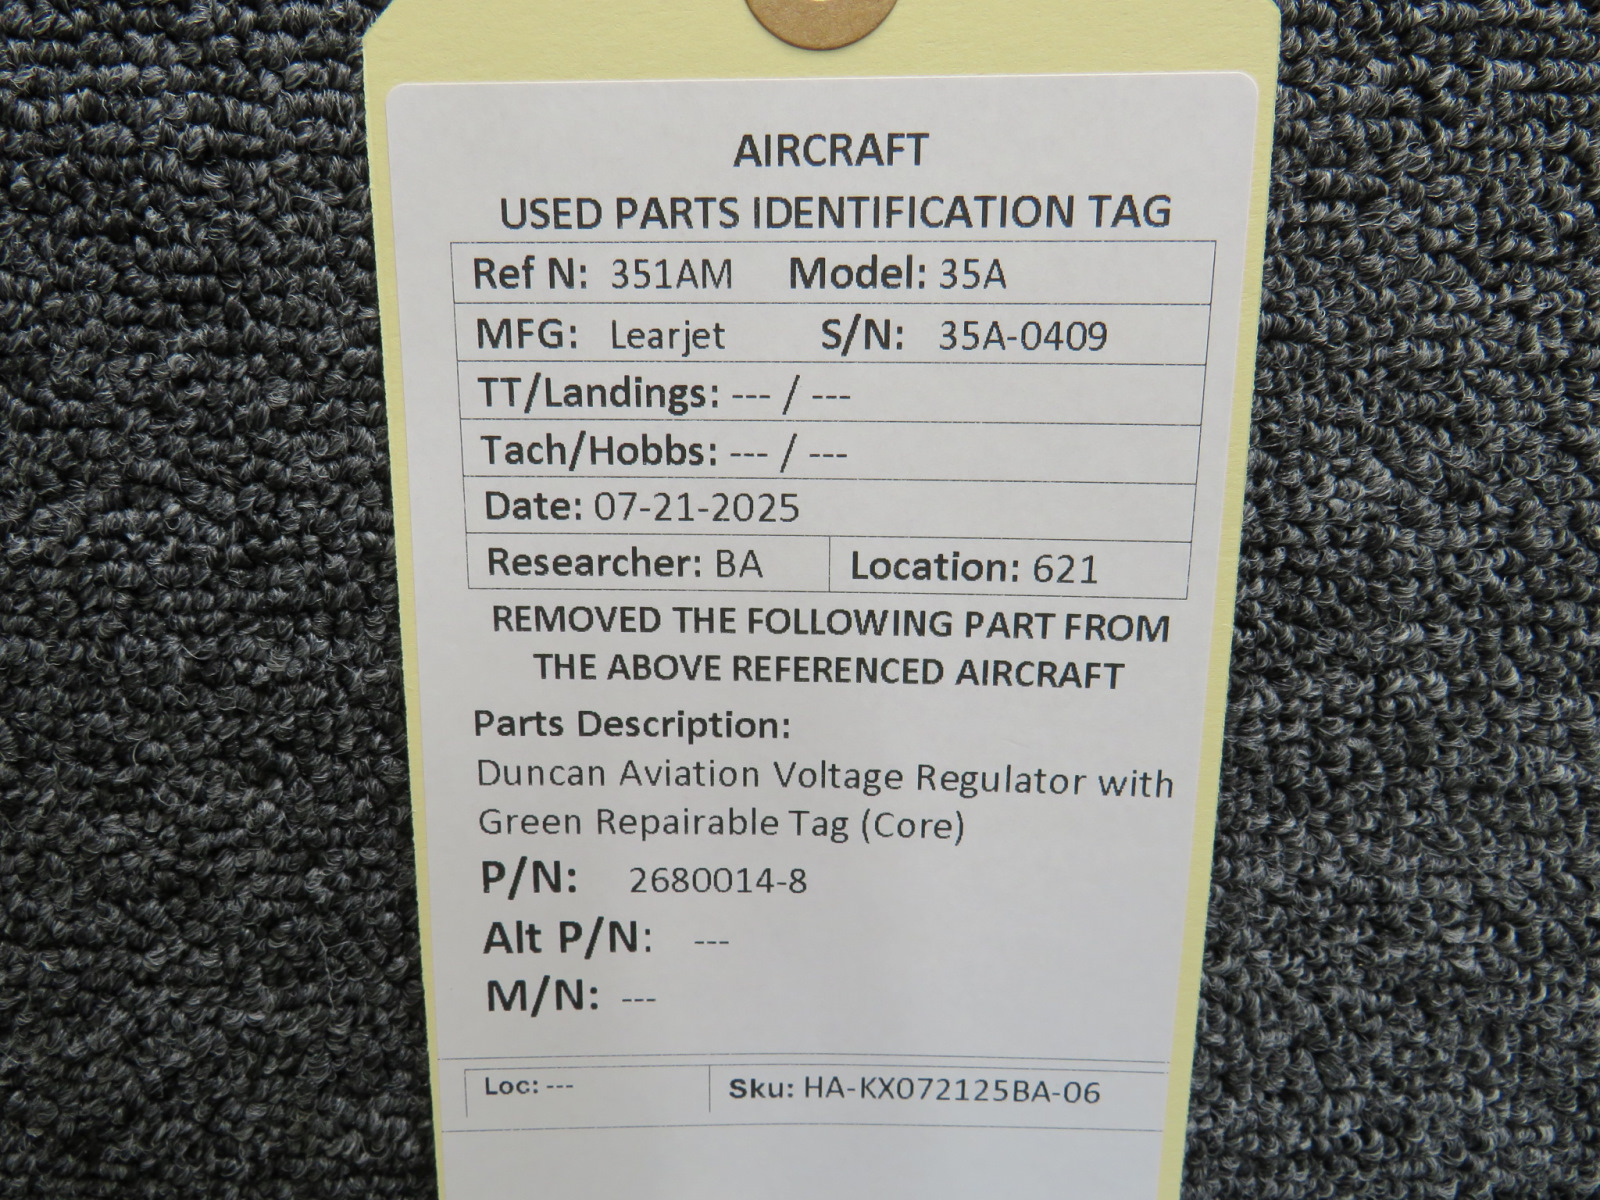 AIRCRAFT
USED PARTS IDENTIFICATION TAG
Ref N: 351AM Model: 35A
MFG: Learjet S/N: 35A-0409
TT/Landings: --- / ---
Tach/Hobbs: --- / ---
Date: 07-21-2025
Researcher: BA Location: 621
REMOVED THE FOLLOWING PART FROM
THE ABOVE REFERENCED AIRCRAFT
Parts Description:
Duncan Aviation Voltage Regulator with
Green Repairable Tag (Core)
P/N: 2680014-8
Alt P/N: ---
M/N: ---
Loc: --- Sku: HA-KX072125BA-06